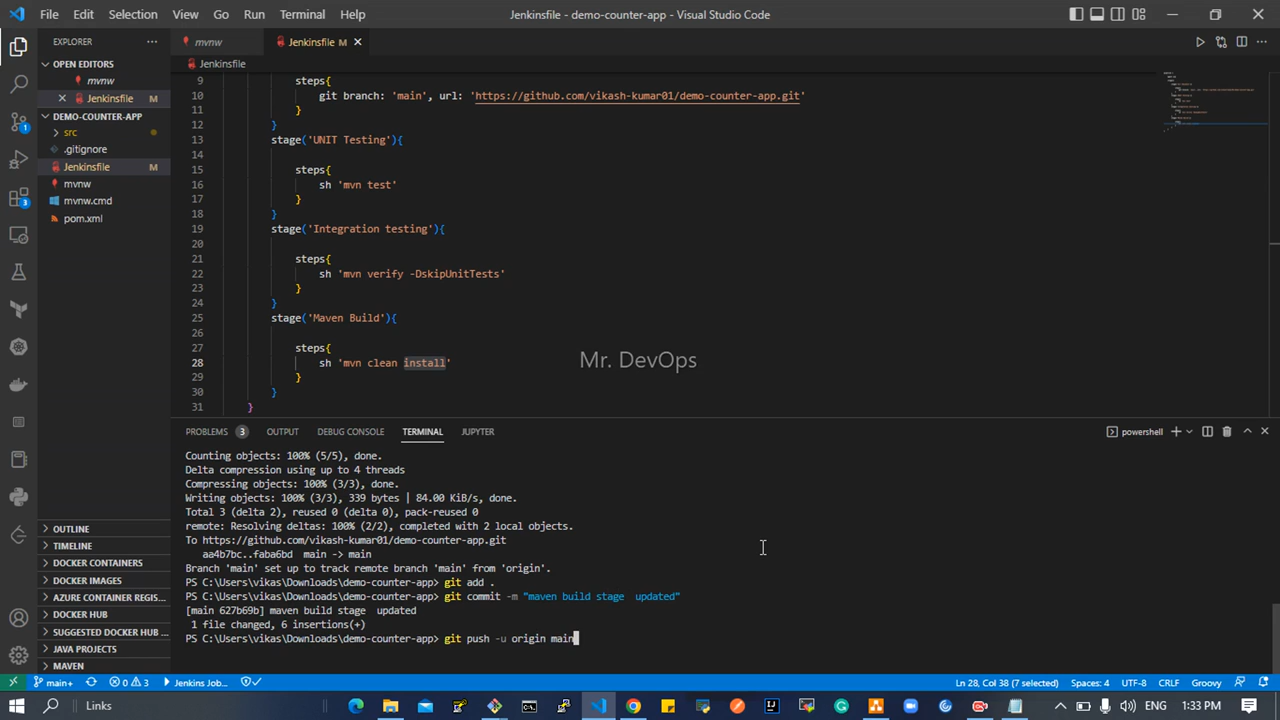 File Edit Selection View Go Run Terminal Help Jenkinsfile - demo-counter-app - Visual Studio Code
EXPLORER
OPEN EDITORS
mvnw
Jenkinsfile M
DEMO-COUNTER-APP
src
.gitignore
Jenkinsfile M
mvnw
mvnw.cmd
pom.xml
OUTLINE
TIMELINE
DOCKER CONTAINERS
DOCKER IMAGES
AZURE CONTAINER REGIS...
DOCKER HUB
SUGGESTED DOCKER HUB ...
JAVA PROJECTS
MAVEN
1
3
mvnw Jenkinsfile M
Jenkinsfile
9 steps{
10 git branch: 'main', url: 'https://github.com/vikash-kumar01/demo-counter-app.git'
11 }
12 }
13 stage('UNIT Testing'){
14
15 steps{
16 sh 'mvn test'
17 }
18 }
19 stage('Integration testing'){
20
21 steps{
22 sh 'mvn verify -DskipUnitTests'
23 }
24 }
25 stage('Maven Build'){
26
27 steps{
28 sh 'mvn clean install'
29 }
30 }
31 }
Mr. DevOps
PROBLEMS 3 OUTPUT DEBUG CONSOLE TERMINAL JUPYTER powershell
Counting objects: 100% (5/5), done.
Delta compression using up to 4 threads
Compressing objects: 100% (3/3), done.
Writing objects: 100% (3/3), 339 bytes | 84.00 KiB/s, done.
Total 3 (delta 2), reused 0 (delta 0), pack-reused 0
remote: Resolving deltas: 100% (2/2), completed with 2 local objects.
To https://github.com/vikash-kumar01/demo-counter-app.git
aa4b7bc..faba6bd main -> main
Branch 'main' set up to track remote branch 'main' from 'origin'.
PS C:\Users\vikas\Downloads\demo-counter-app> git add .
PS C:\Users\vikas\Downloads\demo-counter-app> git commit -m "maven build stage  updated"
[main 627b69b] maven build stage  updated
1 file changed, 6 insertions(+)
PS C:\Users\vikas\Downloads\demo-counter-app> git push -u origin main
main+ 0 3 Jenkins Job... Ln 28, Col 38 (7 selected) Spaces: 4 UTF-8 CRLF Groovy
Links ENG 1:33 PM